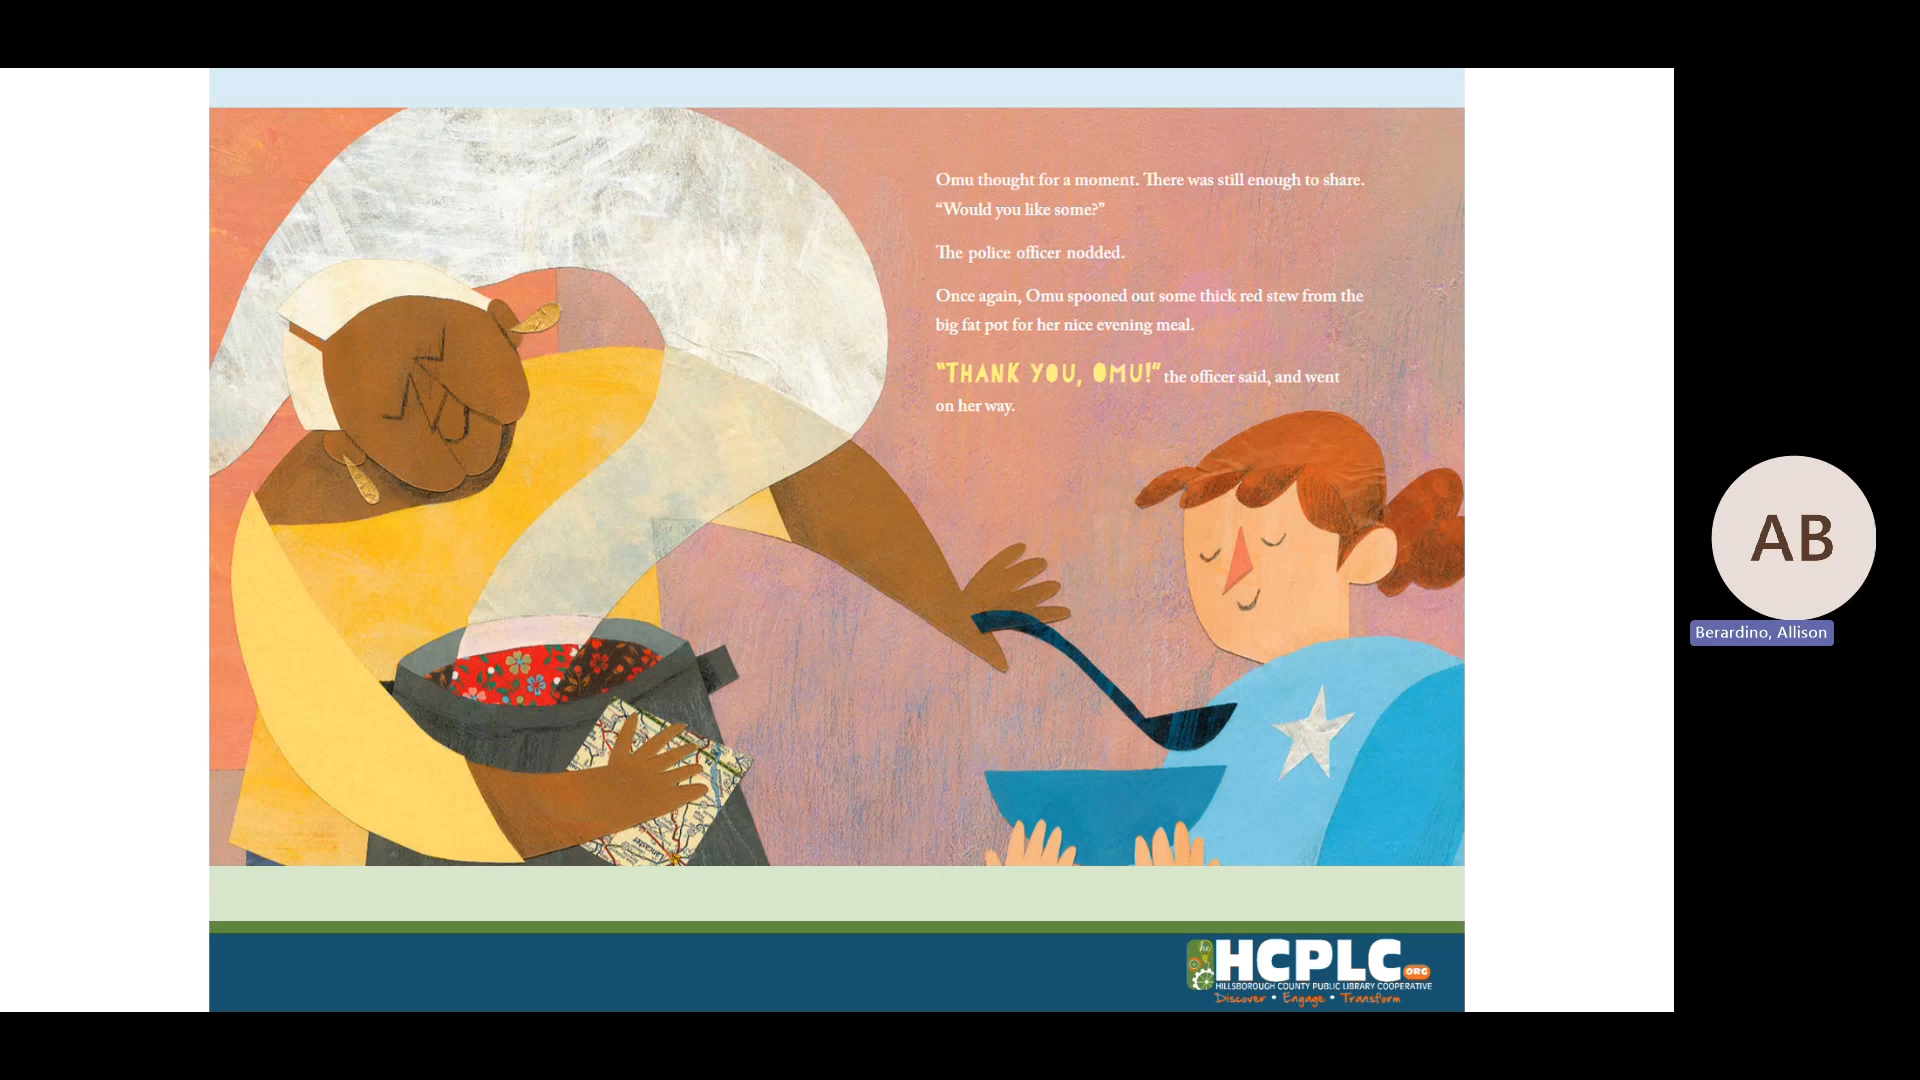 Omu thought for a moment. There was still enough to share.
“Would you like some?”
The police officer nodded.
Once again, Omu spooned out some thick red stew from the
big fat pot for her nice evening meal.
“THANK YOU, OMU!” the officer said, and went
on her way.
AB
Berardino, Allison
Lancaster
hc
HCPLC.ORG
HILLSBOROUGH COUNTY PUBLIC LIBRARY COOPERATIVE
Discover • Engage • Transform